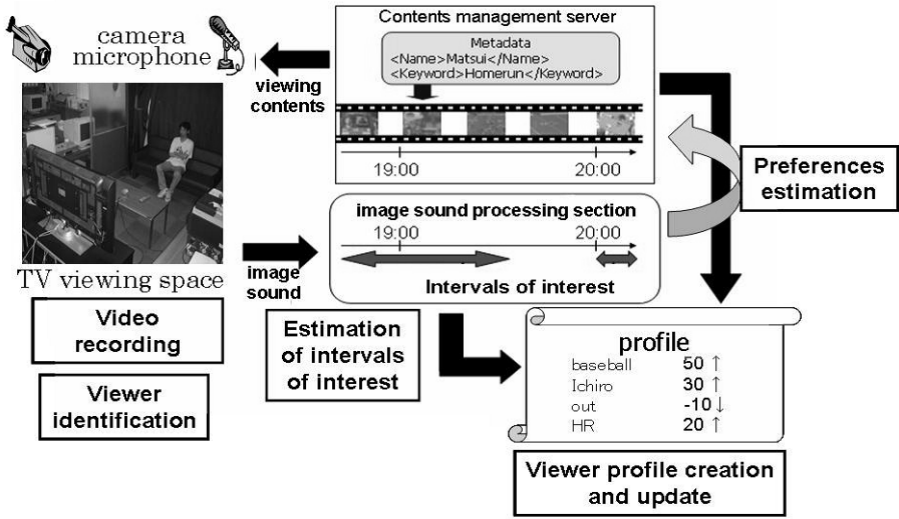 camera
microphone
viewing
contents
Contents management server
Metadata
<Name>Matsui</Name>
<Keyword>Homerun</Keyword>
19:00
20:00
Preferences
estimation
TV viewing space
image
sound
image sound processing section
19:00
20:00
Intervals of interest
Video
recording
Viewer
identification
Estimation
of intervals
of interest
profile
baseball 50 ↑
Ichiro 30 ↑
out -10 ↓
HR 20 ↑
Viewer profile creation
and update